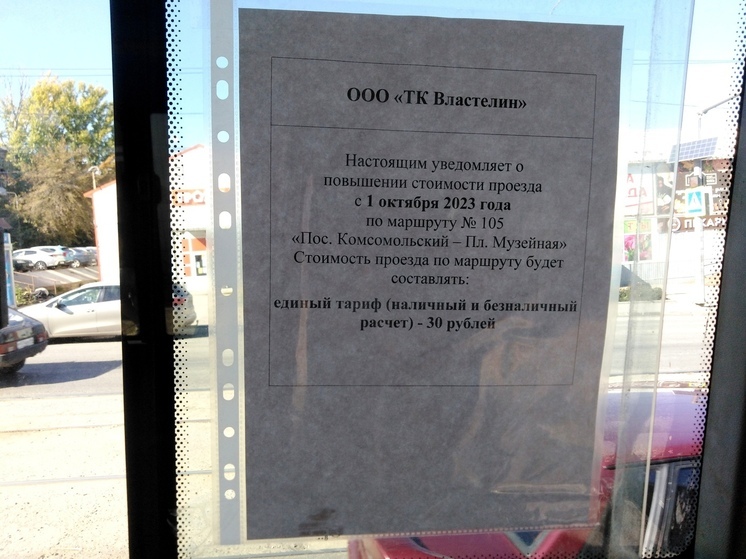 ООО «ТК Властелин»
Настоящим уведомляет о
повышении стоимости проезда
с 1 октября 2023 года
по маршруту № 105
«Пос. Комсомольский – Пл. Музейная»
Стоимость проезда по маршруту будет
составлять:
единый тариф (наличный и безналичный
расчет) - 30 рублей